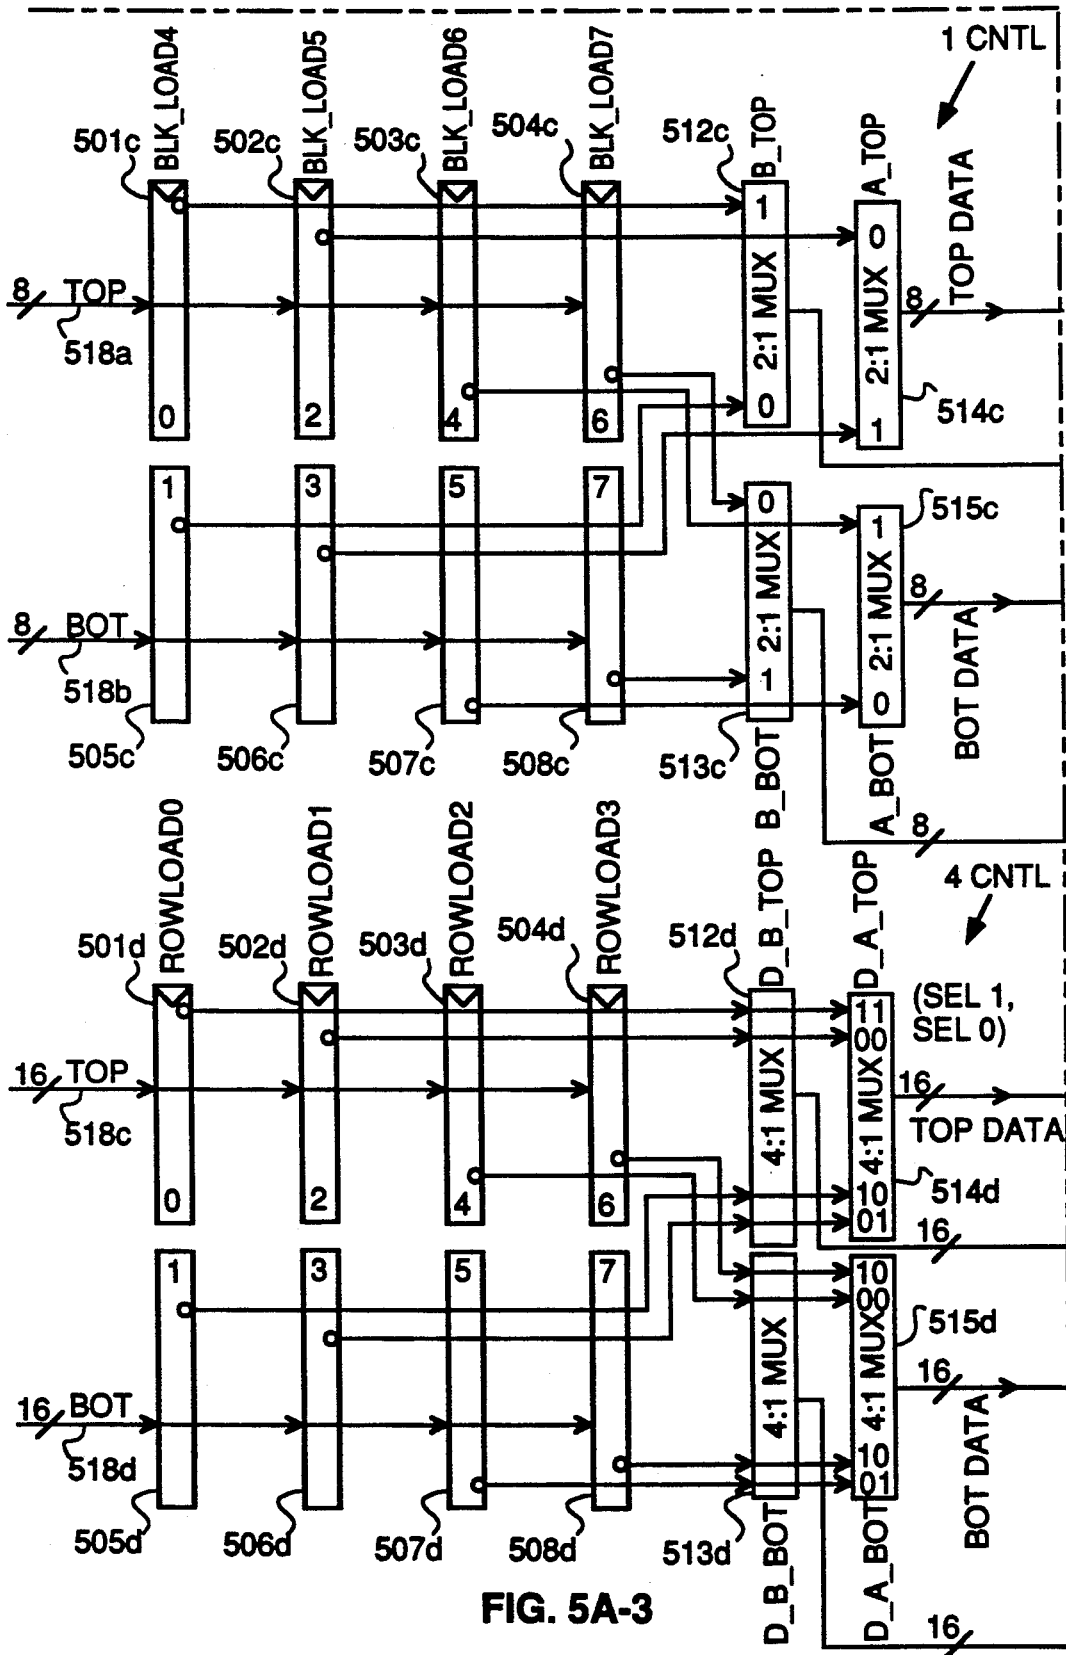 1 CNTL
BLK_LOAD4
BLK_LOAD5
BLK_LOAD6
BLK_LOAD7
B_TOP
A_TOP
501c
502c
503c
504c
512c
TOP DATA
1
0
8
TOP
518a
2:1 MUX
2:1 MUX
8
514c
0
2
4
6
0
1
1
3
5
7
0
1
515c
8
BOT
518b
2:1 MUX
2:1 MUX
8
BOT DATA
1
0
505c
506c
507c
508c
513c
B_BOT
A_BOT
8
ROWLOAD0
ROWLOAD1
ROWLOAD2
ROWLOAD3
D_B_TOP
D_A_TOP
4 CNTL
501d
502d
503d
504d
512d
(SEL 1,
SEL 0)
11
00
16
TOP
518c
4:1 MUX
4:1 MUX
16
TOP DATA
514d
10
01
0
2
4
6
16
1
3
5
7
10
00
515d
4:1 MUX
4:1 MUX
16
BOT DATA
16
BOT
518d
10
01
505d
506d
507d
508d
513d
D_B_BOT
D_A_BOT
16
FIG. 5A-3